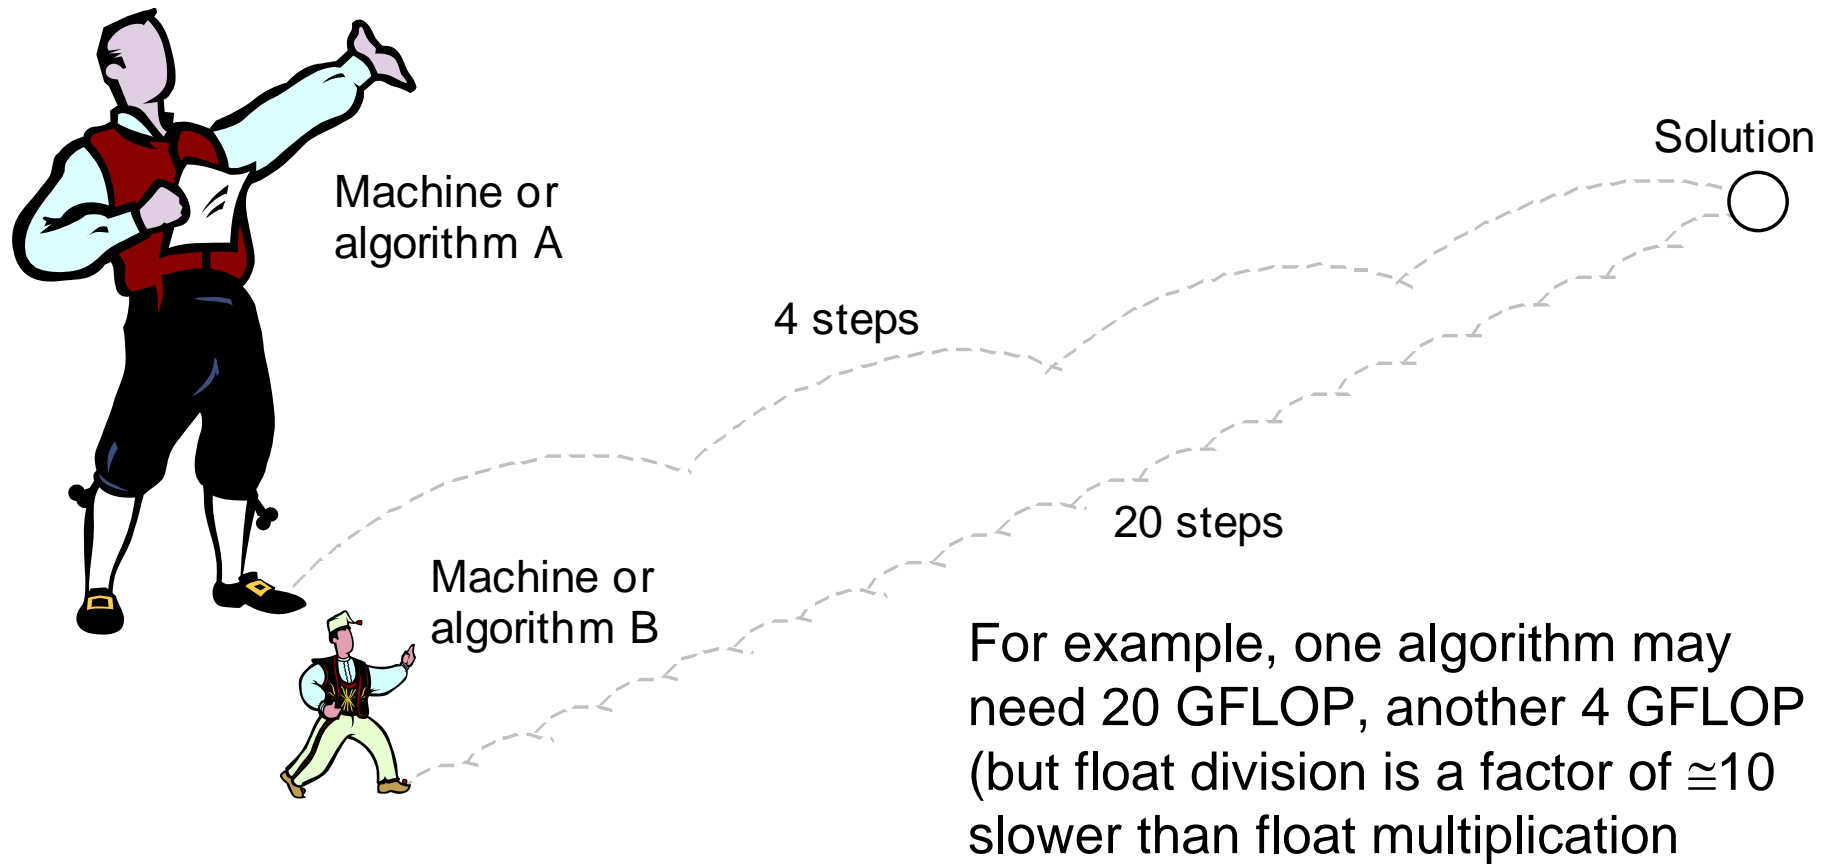 Solution
Machine or
algorithm A
4 steps
20 steps
Machine or
algorithm B
For example, one algorithm may
need 20 GFLOP, another 4 GFLOP
(but float division is a factor of ≅10
slower than float multiplication